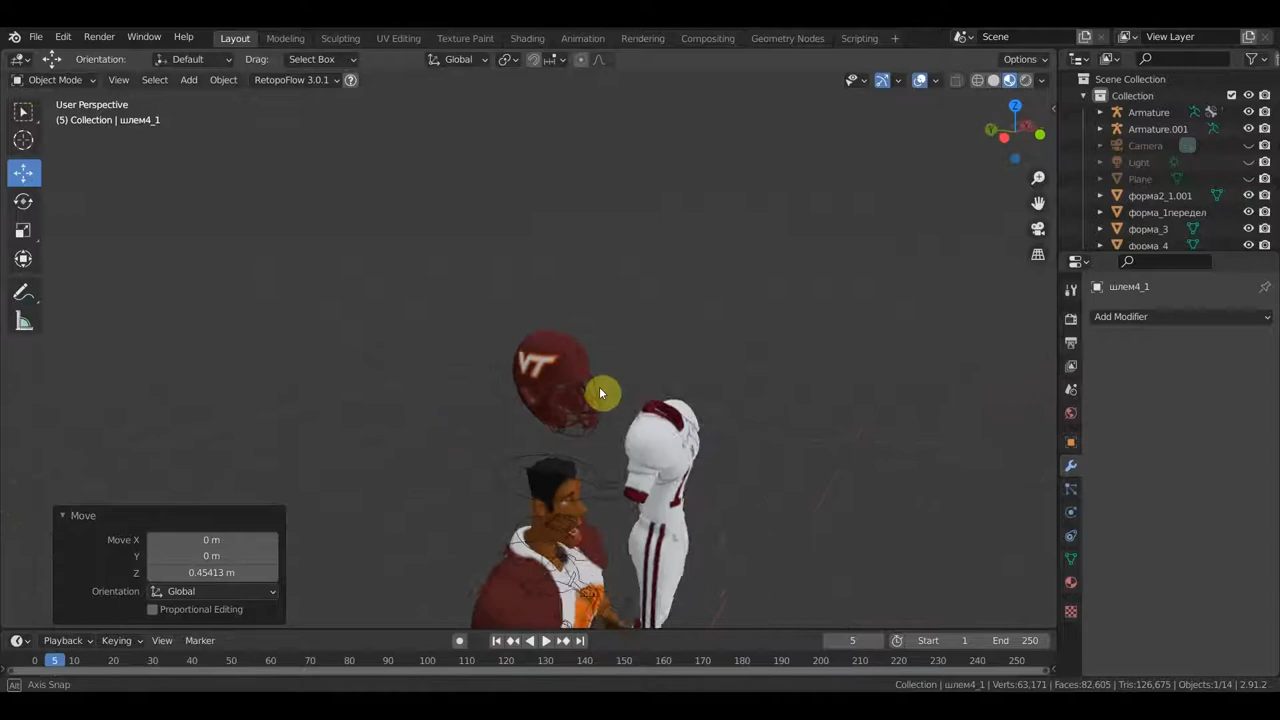 File Edit Render Window Help Layout Modeling Sculpting UV Editing Texture Paint Shading Animation Rendering Compositing Geometry Nodes Scripting + Scene View Layer
Orientation: Default Drag: Select Box Global Options
Object Mode View Select Add Object RetopoFlow 3.0.1
User Perspective
(5) Collection | шлем4_1
Scene Collection
Collection
Armature
Armature.001
Camera
Light
Plane
форма2_1.001
форма_1передел
форма_3
форма_4
шлем4_1
Add Modifier
Z
VT
Move
Move X 0 m
Y 0 m
Z 0.45413 m
Orientation Global
Proportional Editing
Playback Keying View Marker 5 Start 1 End 250
0 5 10 20 30 40 50 60 70 80 90 100 110 120 130 140 150 160 170 180 190 200 210 220 230 240 250
Alt Axis Snap Collection | шлем4_1 | Verts:63,171 | Faces:82,605 | Tris:126,675 | Objects:1/14 | 2.91.2